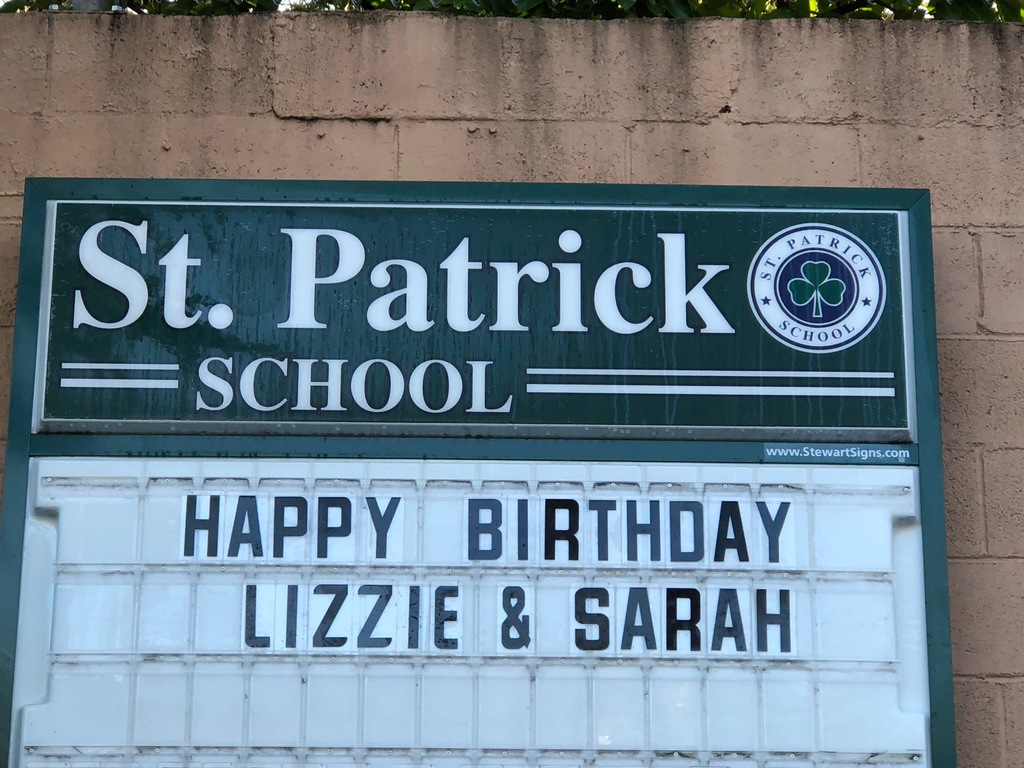 St. Patrick
SCHOOL
ST. PATRICK
SCHOOL
www.StewartSigns.com
HAPPY BIRTHDAY
LIZZIE & SARAH